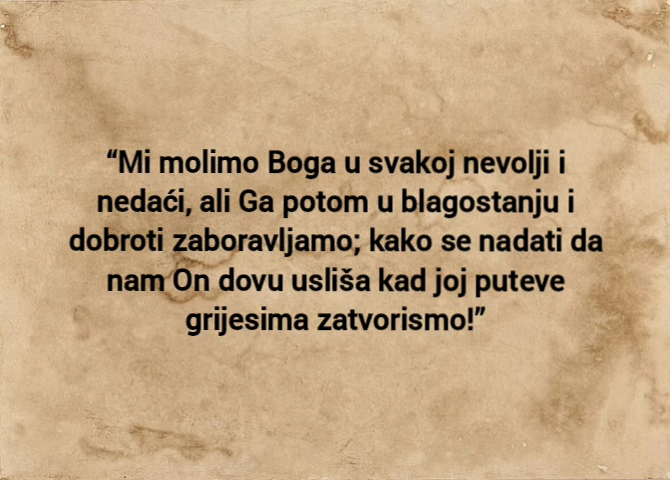 “Mi molimo Boga u svakoj nevolji i
nedaći, ali Ga potom u blagostanju i
dobroti zaboravljamo; kako se nadati da
nam On dovu usliša kad joj puteve
grijesima zatvorismo!”